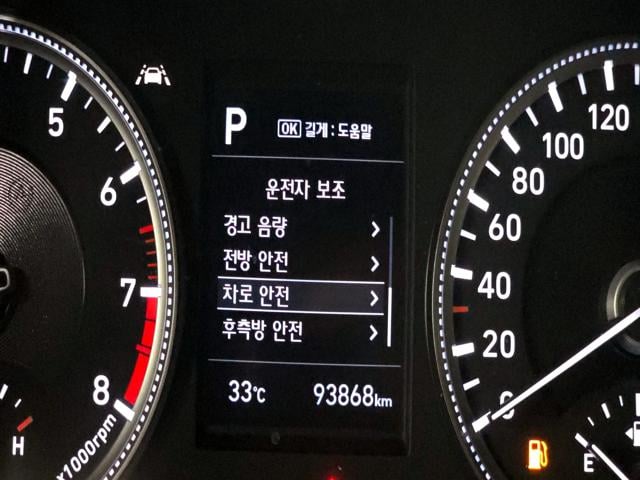 P
OK 길게 : 도움말
운전자 보조
경고 음량
전방 안전
차로 안전
후측방 안전
33℃
93868km
5
6
7
8
x1000rpm
H
120
100
80
60
40
20
0
E